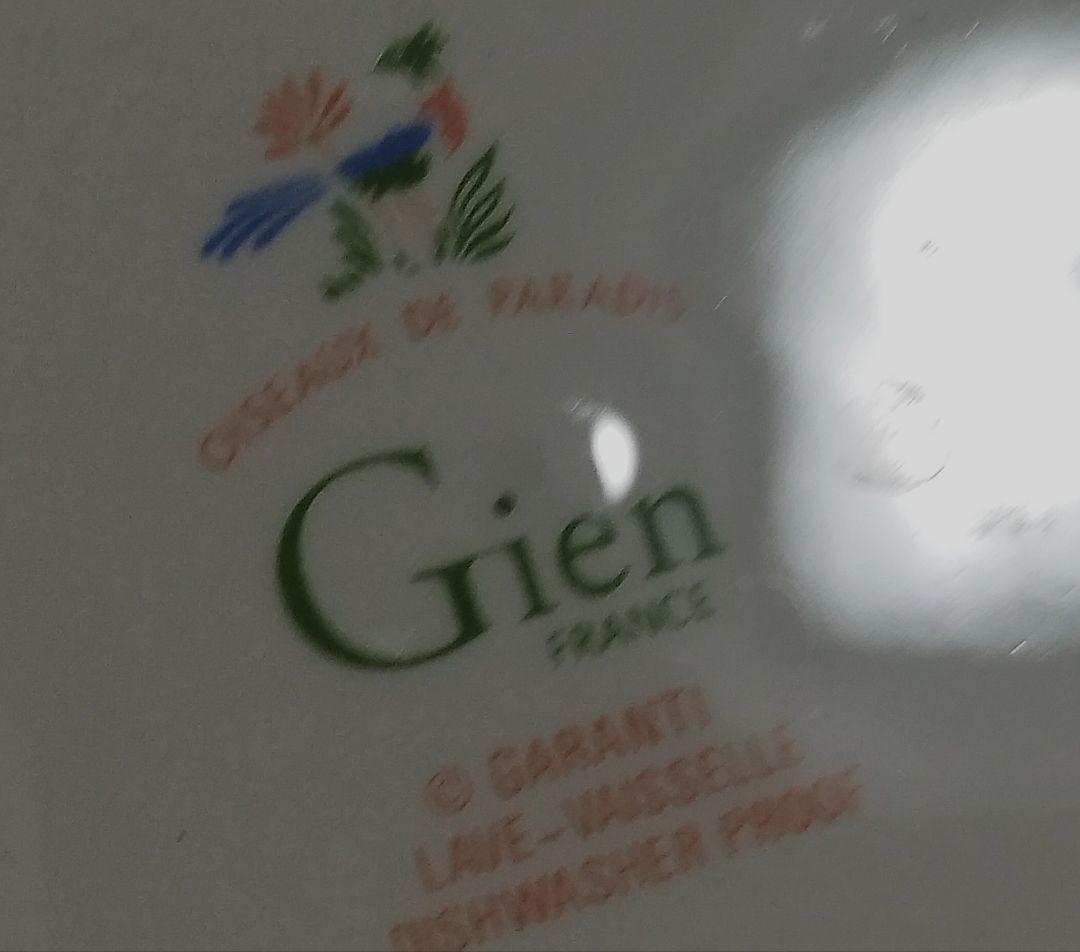 OISEAUX DE PARADIS
Gien
FRANCE
© GARANTI
LAVE-VAISSELLE
DISHWASHER PROOF